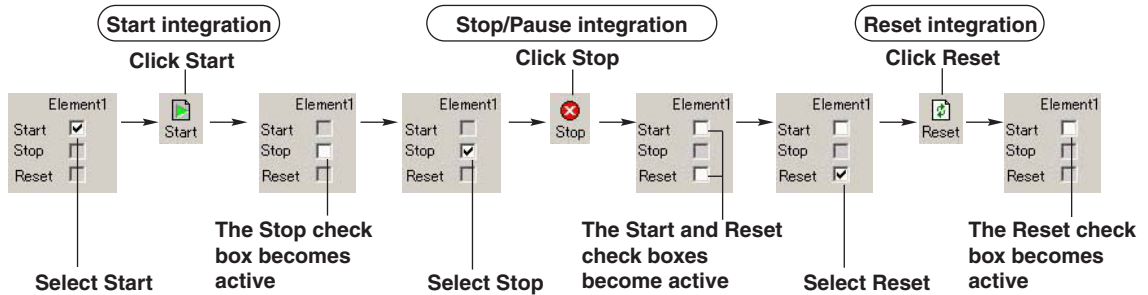 Start integration
Stop/Pause integration
Reset integration
Click Start
Click Stop
Click Reset
Element1
Start
Stop
Reset
Start
Element1
Start
Stop
Reset
Element1
Start
Stop
Reset
Stop
Element1
Start
Stop
Reset
Element1
Start
Stop
Reset
Reset
Element1
Start
Stop
Reset
Select Start
The Stop check
box becomes
active
Select Stop
The Start and Reset
check boxes
become active
Select Reset
The Reset check
box becomes
active